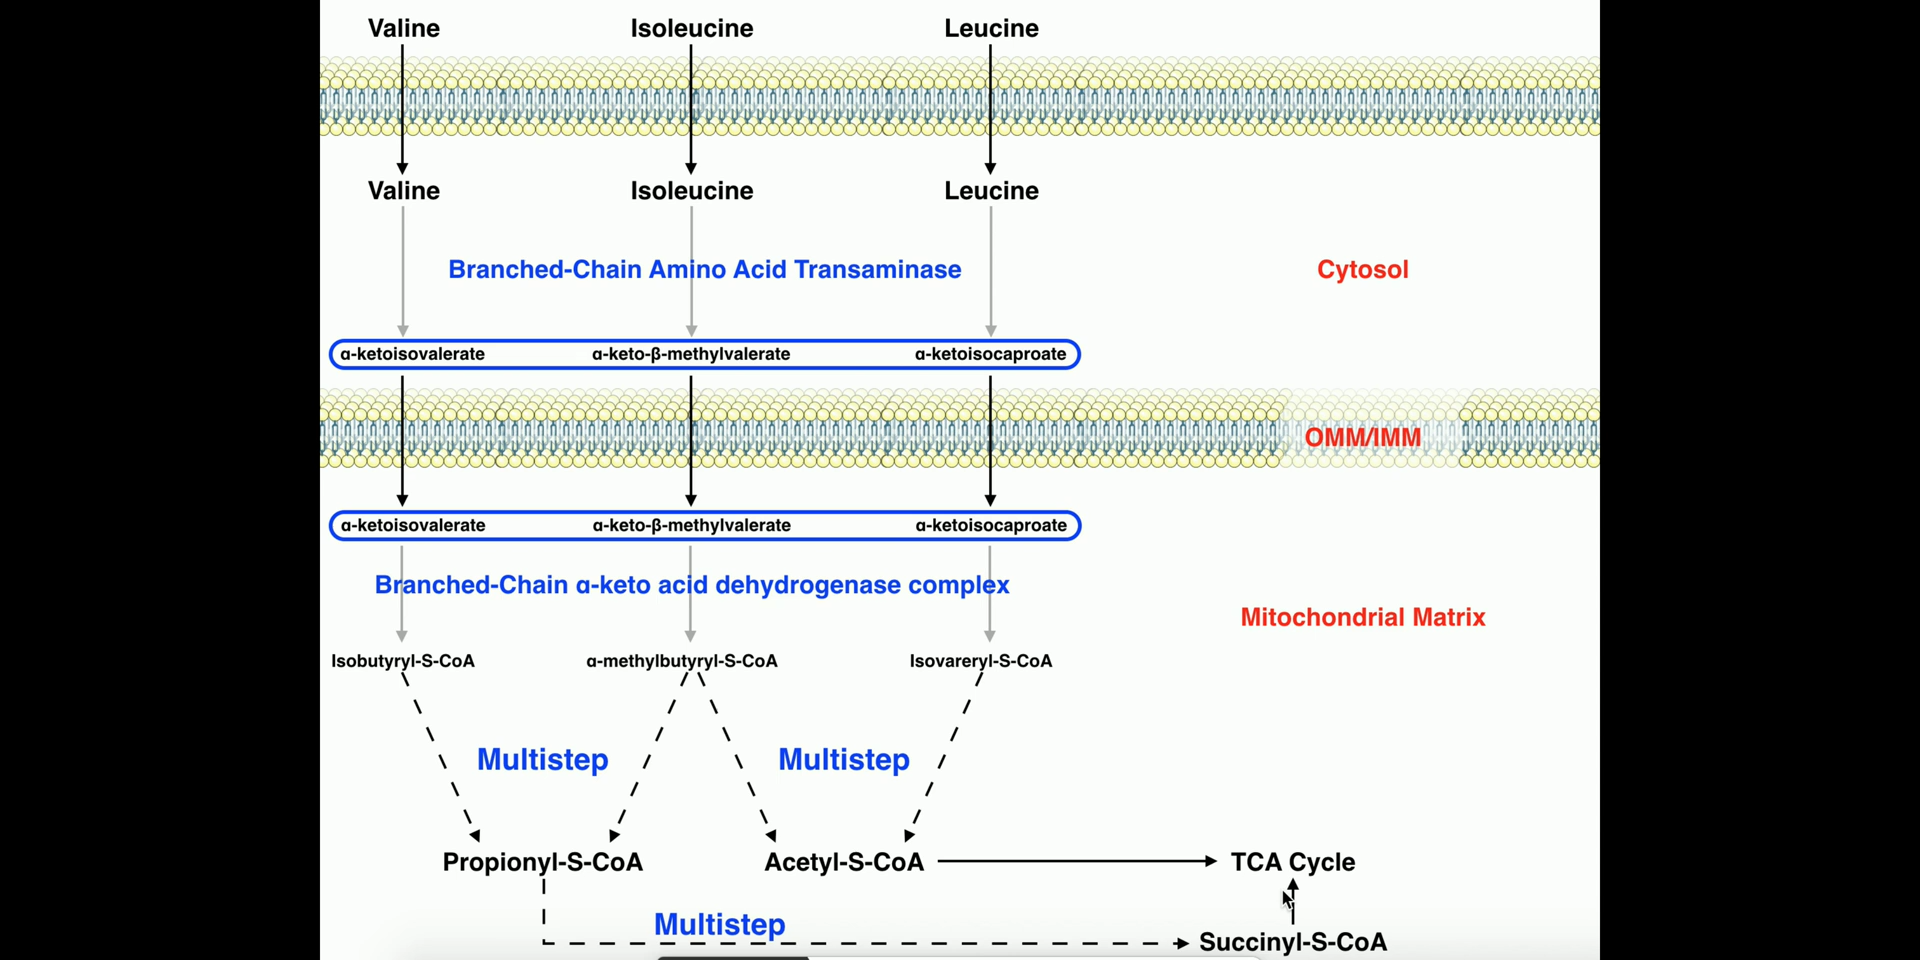 Valine Isoleucine Leucine
Valine Isoleucine Leucine
Branched-Chain Amino Acid Transaminase Cytosol
ɑ-ketoisovalerate ɑ-keto-β-methylvalerate ɑ-ketoisocaproate
OMM/IMM
ɑ-ketoisovalerate ɑ-keto-β-methylvalerate ɑ-ketoisocaproate
Branched-Chain ɑ-keto acid dehydrogenase complex
Mitochondrial Matrix
Isobutyryl-S-CoA ɑ-methylbutyryl-S-CoA Isovareryl-S-CoA
Multistep Multistep
Propionyl-S-CoA Acetyl-S-CoA TCA Cycle
Multistep
Succinyl-S-CoA